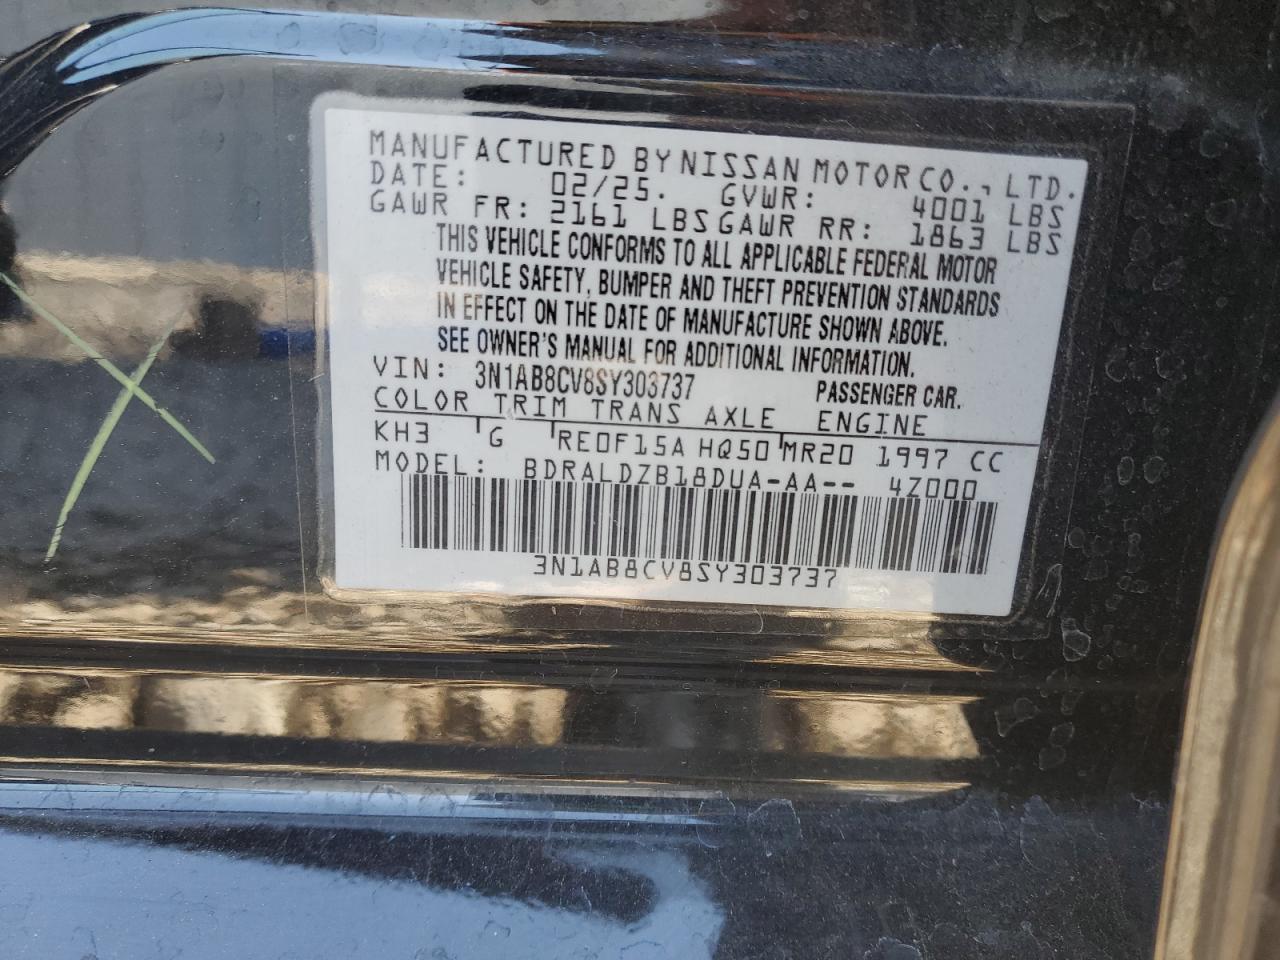 MANUFACTURED BY NISSAN MOTOR CO., LTD.
DATE: 02/25. GVWR: 4001 LBS
GAWR FR: 2161 LBS GAWR RR: 1863 LBS
THIS VEHICLE CONFORMS TO ALL APPLICABLE FEDERAL MOTOR
VEHICLE SAFETY, BUMPER AND THEFT PREVENTION STANDARDS
IN EFFECT ON THE DATE OF MANUFACTURE SHOWN ABOVE.
SEE OWNER'S MANUAL FOR ADDITIONAL INFORMATION.
VIN: 3N1AB8CV8SY303737 PASSENGER CAR.
COLOR TRIM TRANS AXLE ENGINE
KH3 G RE0F15A HQ50 MR20 1997 CC
MODEL: BDRALDZB18DUA-AA-- 4Z000
3N1AB8CV8SY303737